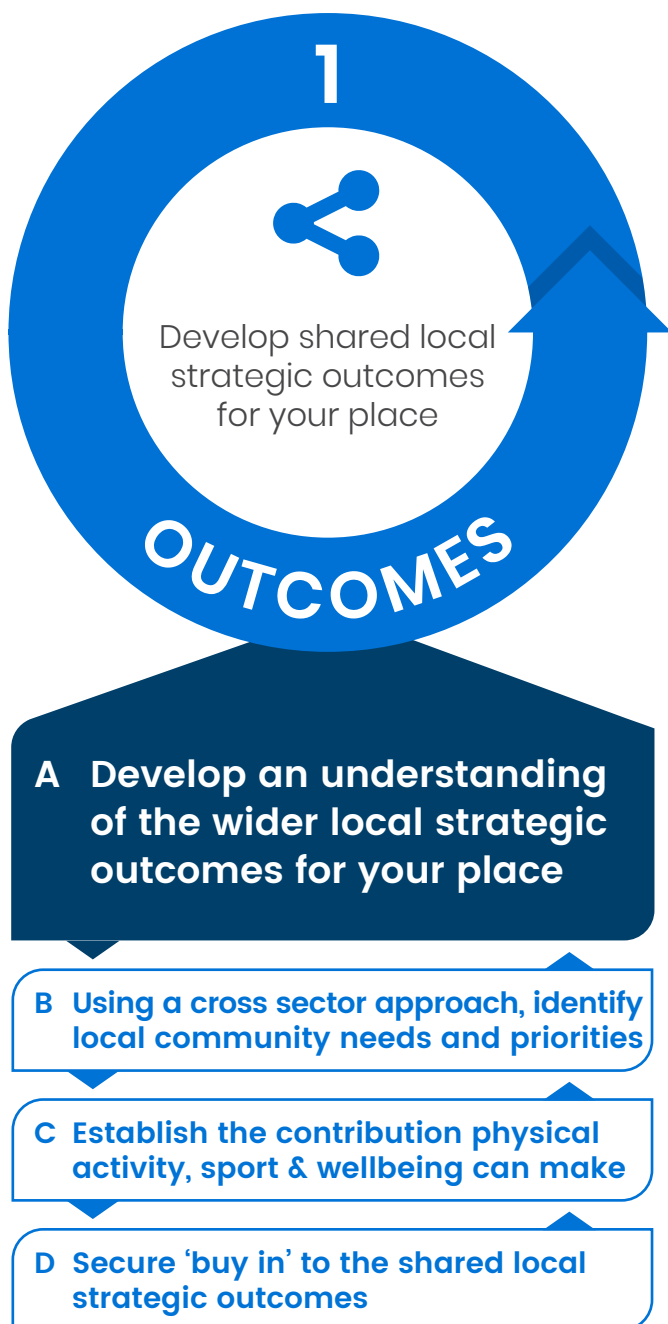 1
Develop shared local
strategic outcomes
for your place
OUTCOMES
A Develop an understanding
of the wider local strategic
outcomes for your place
B Using a cross sector approach, identify
local community needs and priorities
C Establish the contribution physical
activity, sport & wellbeing can make
D Secure ‘buy in’ to the shared local
strategic outcomes